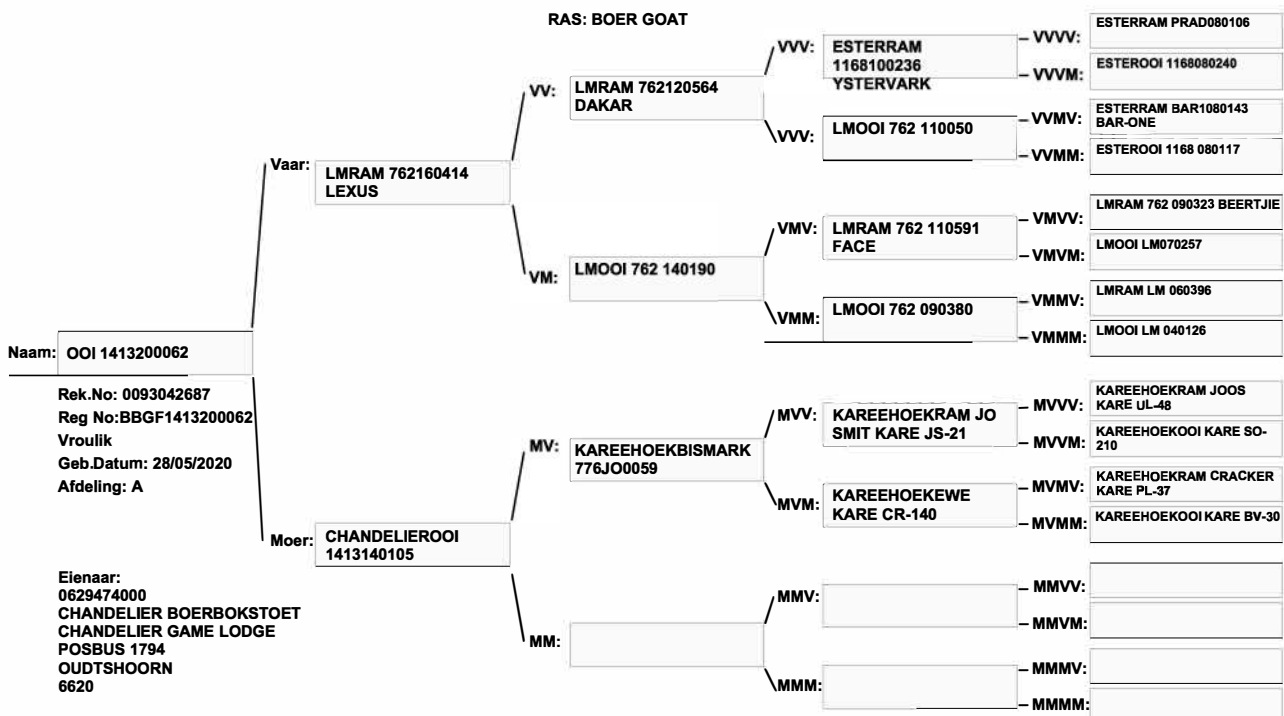 RAS: BOER GOAT
Naam: OOI 1413200062
Rek.No: 0093042687
Reg No:BBGF1413200062
Vroulik
Geb.Datum: 28/05/2020
Afdeling: A
Eienaar:
0629474000
CHANDELIER BOERBOKSTOET
CHANDELIER GAME LODGE
POSBUS 1794
OUDTSHOORN
6620
Vaar: LMRAM 762160414
LEXUS
Moer: CHANDELIEROOI
1413140105
VV: LMRAM 762120564
DAKAR
VM: LMOOI 762 140190
MV: KAREEHOEKBISMARK
776JO0059
MM:
VVV: ESTERRAM
1168100236
YSTERVARK
VVV: LMOOI 762 110050
VMV: LMRAM 762 110591
FACE
VMM: LMOOI 762 090380
MVV: KAREEHOEKRAM JO
SMIT KARE JS-21
MVM: KAREEHOEKEWE
KARE CR-140
MMV:
MMM:
VVVV: ESTERRAM PRAD080106
VVVM: ESTEROOI 1168080240
VVMV: ESTERRAM BAR1080143
BAR-ONE
VVMM: ESTEROOI 1168 080117
VMVV: LMRAM 762 090323 BEERTJIE
VMVM: LMOOI LM070257
VMMV: LMRAM LM 060396
VMMM: LMOOI LM 040126
MVVV: KAREEHOEKRAM JOOS
KARE UL-48
MVVM: KAREEHOEKOOI KARE SO-
210
MVMV: KAREEHOEKRAM CRACKER
KARE PL-37
MVMM: KAREEHOEKOOI KARE BV-30
MMVV:
MMVM:
MMMV:
MMMM: